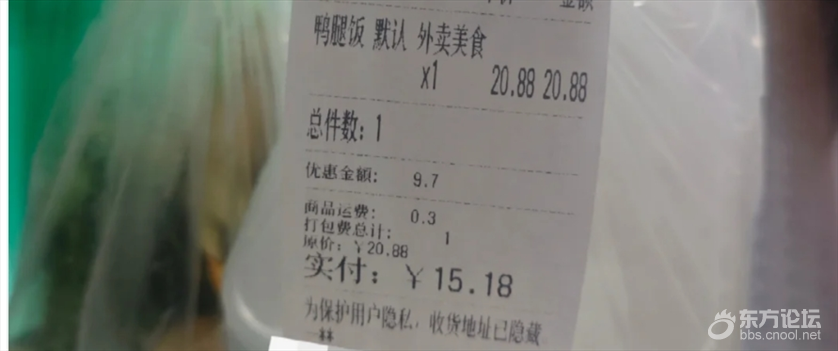 金额
鸭腿饭 默认 外卖美食
x1 20.88 20.88
总件数: 1
优惠金额: 9.7
商品运费: 0.3
打包费总计: 1
原价: ￥20.88
实付: ￥15.18
为保护用户隐私, 收货地址已隐藏
东方论坛
bbs.cnool.net